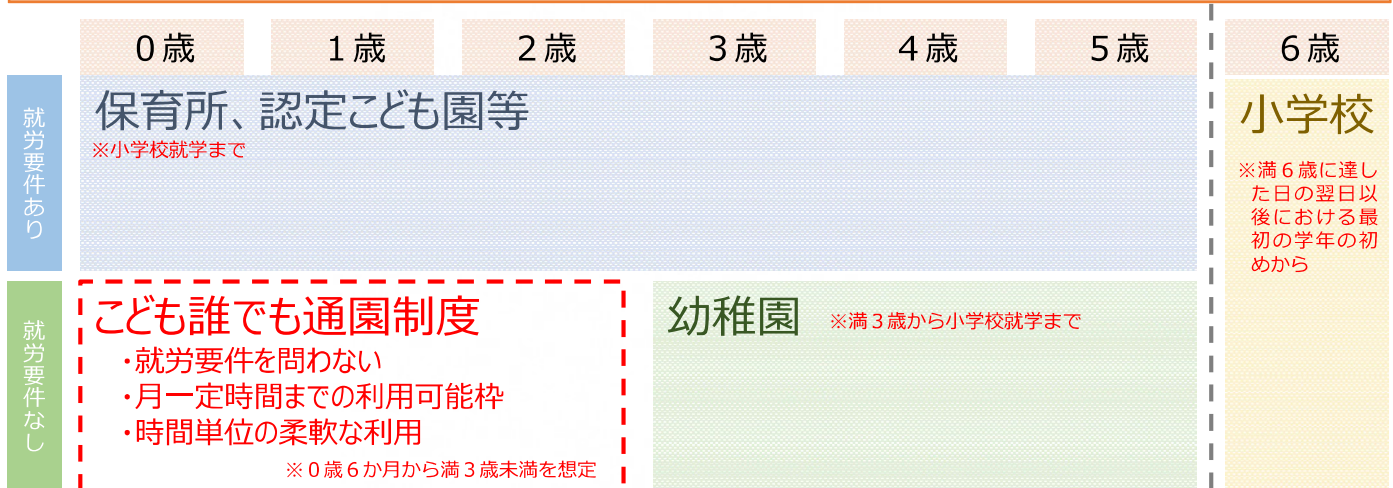 ０歳
１歳
２歳
３歳
４歳
５歳
６歳
就労要件あり
保育所、認定こども園等
※小学校就学まで
小学校
※満６歳に達し
た日の翌日以
後における最
初の学年の初
めから
就労要件なし
こども誰でも通園制度
・就労要件を問わない
・月一定時間までの利用可能枠
・時間単位の柔軟な利用
※０歳６か月から満３歳未満を想定
幼稚園
※満３歳から小学校就学まで